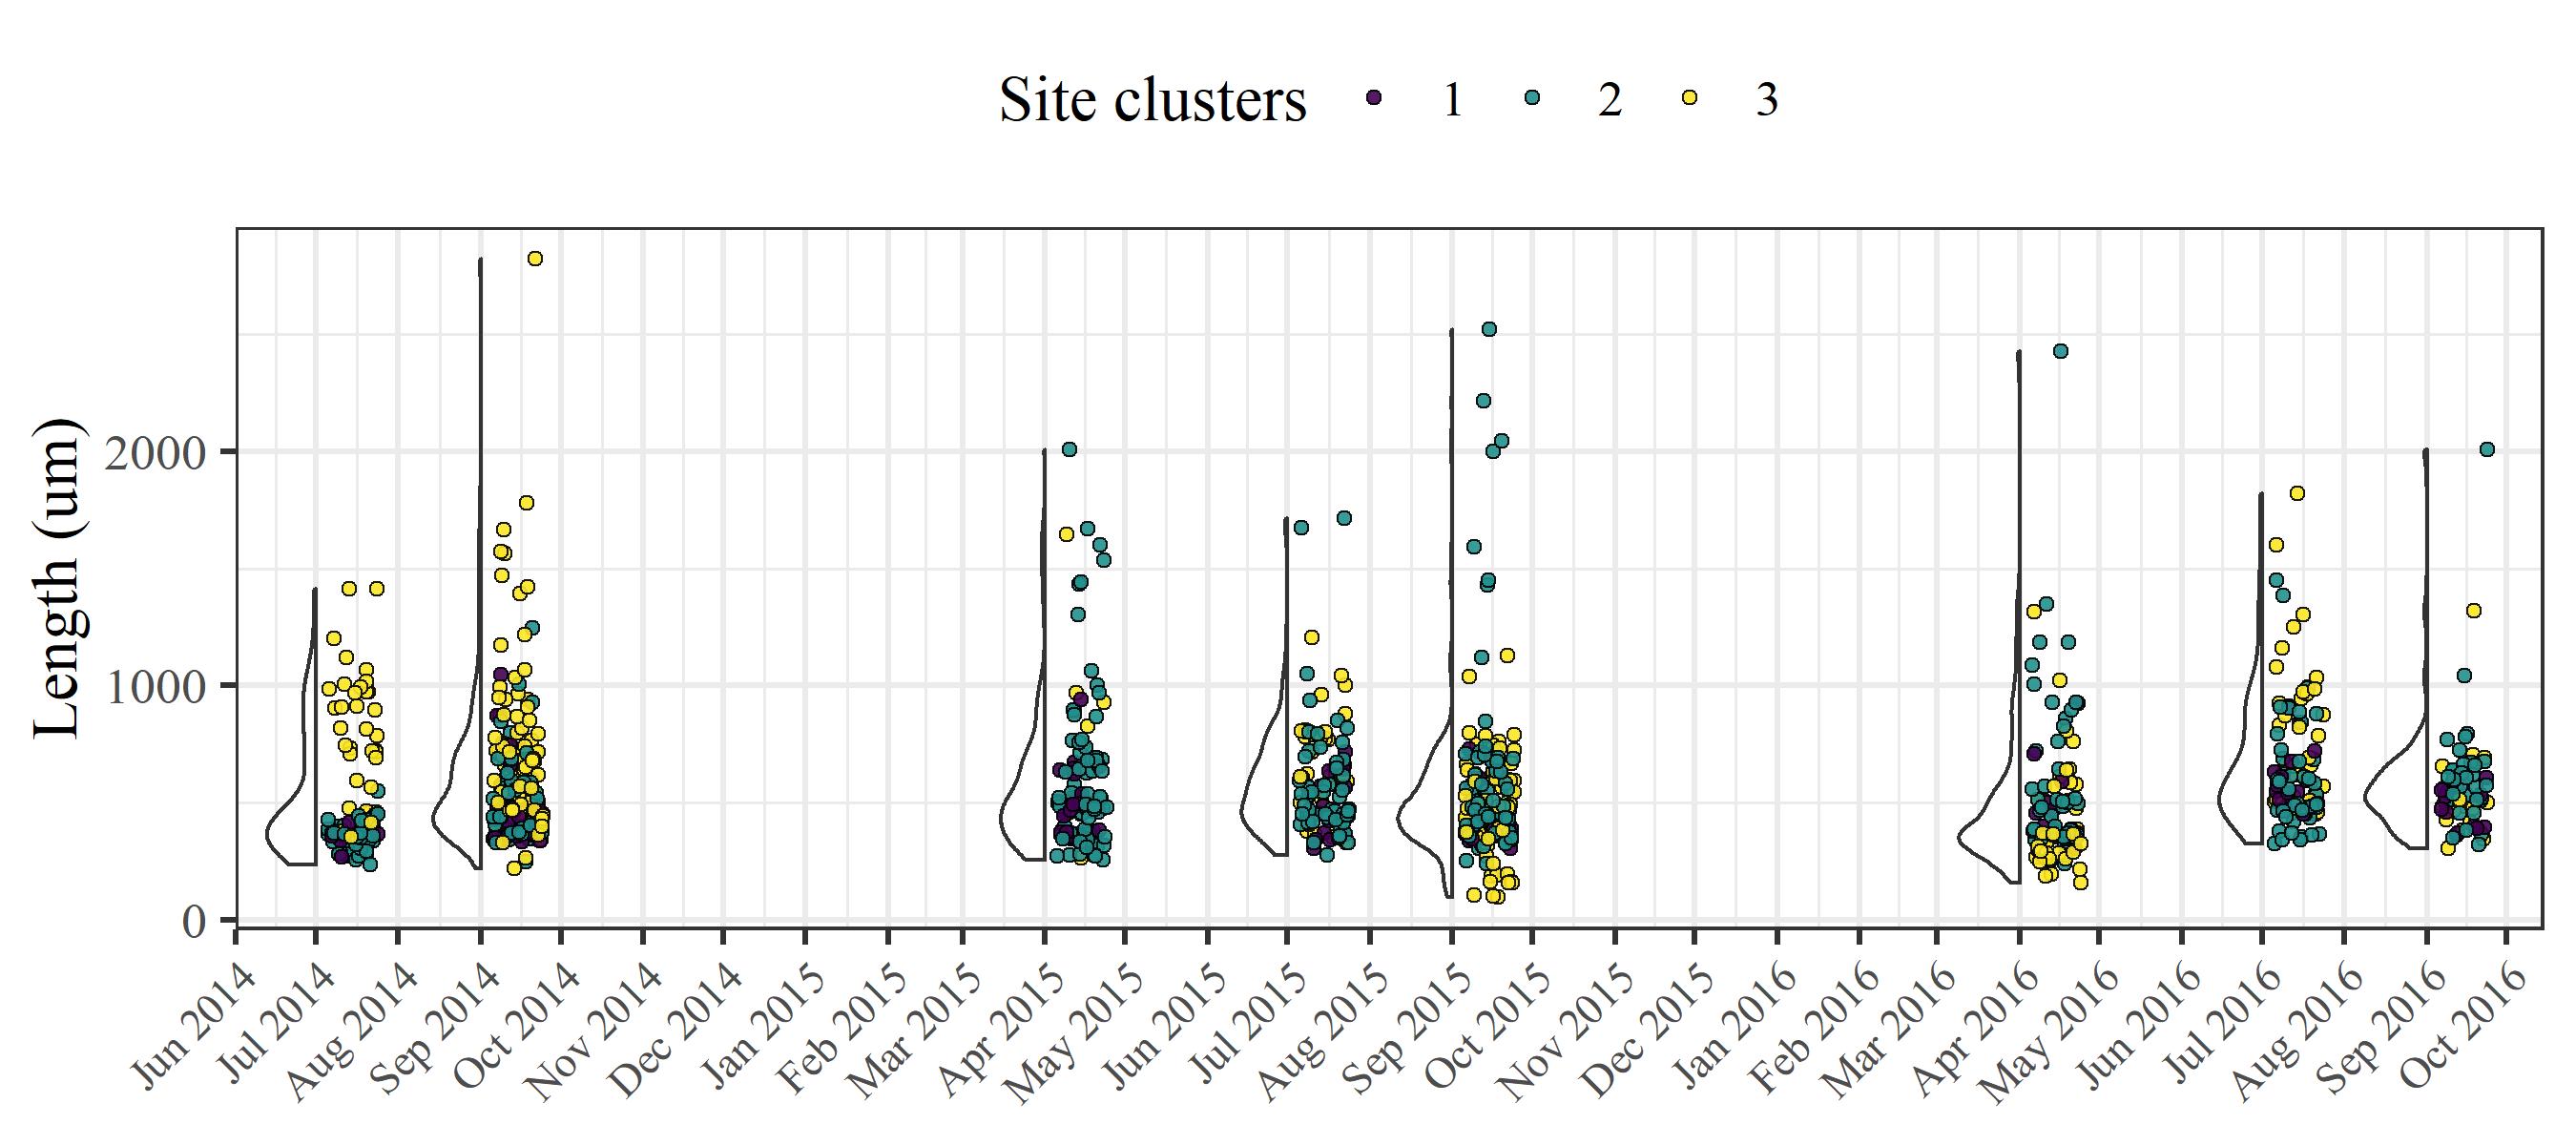 Site clusters 1 2 3
Length (um)
2000
1000
0
Jun 2014
Jul 2014
Aug 2014
Sep 2014
Oct 2014
Nov 2014
Dec 2014
Jan 2015
Feb 2015
Mar 2015
Apr 2015
May 2015
Jun 2015
Jul 2015
Aug 2015
Sep 2015
Oct 2015
Nov 2015
Dec 2015
Jan 2016
Feb 2016
Mar 2016
Apr 2016
May 2016
Jun 2016
Jul 2016
Aug 2016
Sep 2016
Oct 2016